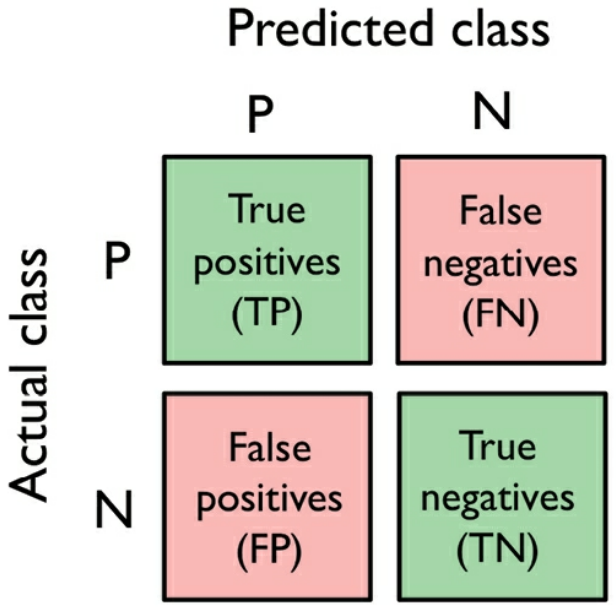 Predicted class
P N
Actual class
P
True
positives
(TP)
False
negatives
(FN)
N
False
positives
(FP)
True
negatives
(TN)